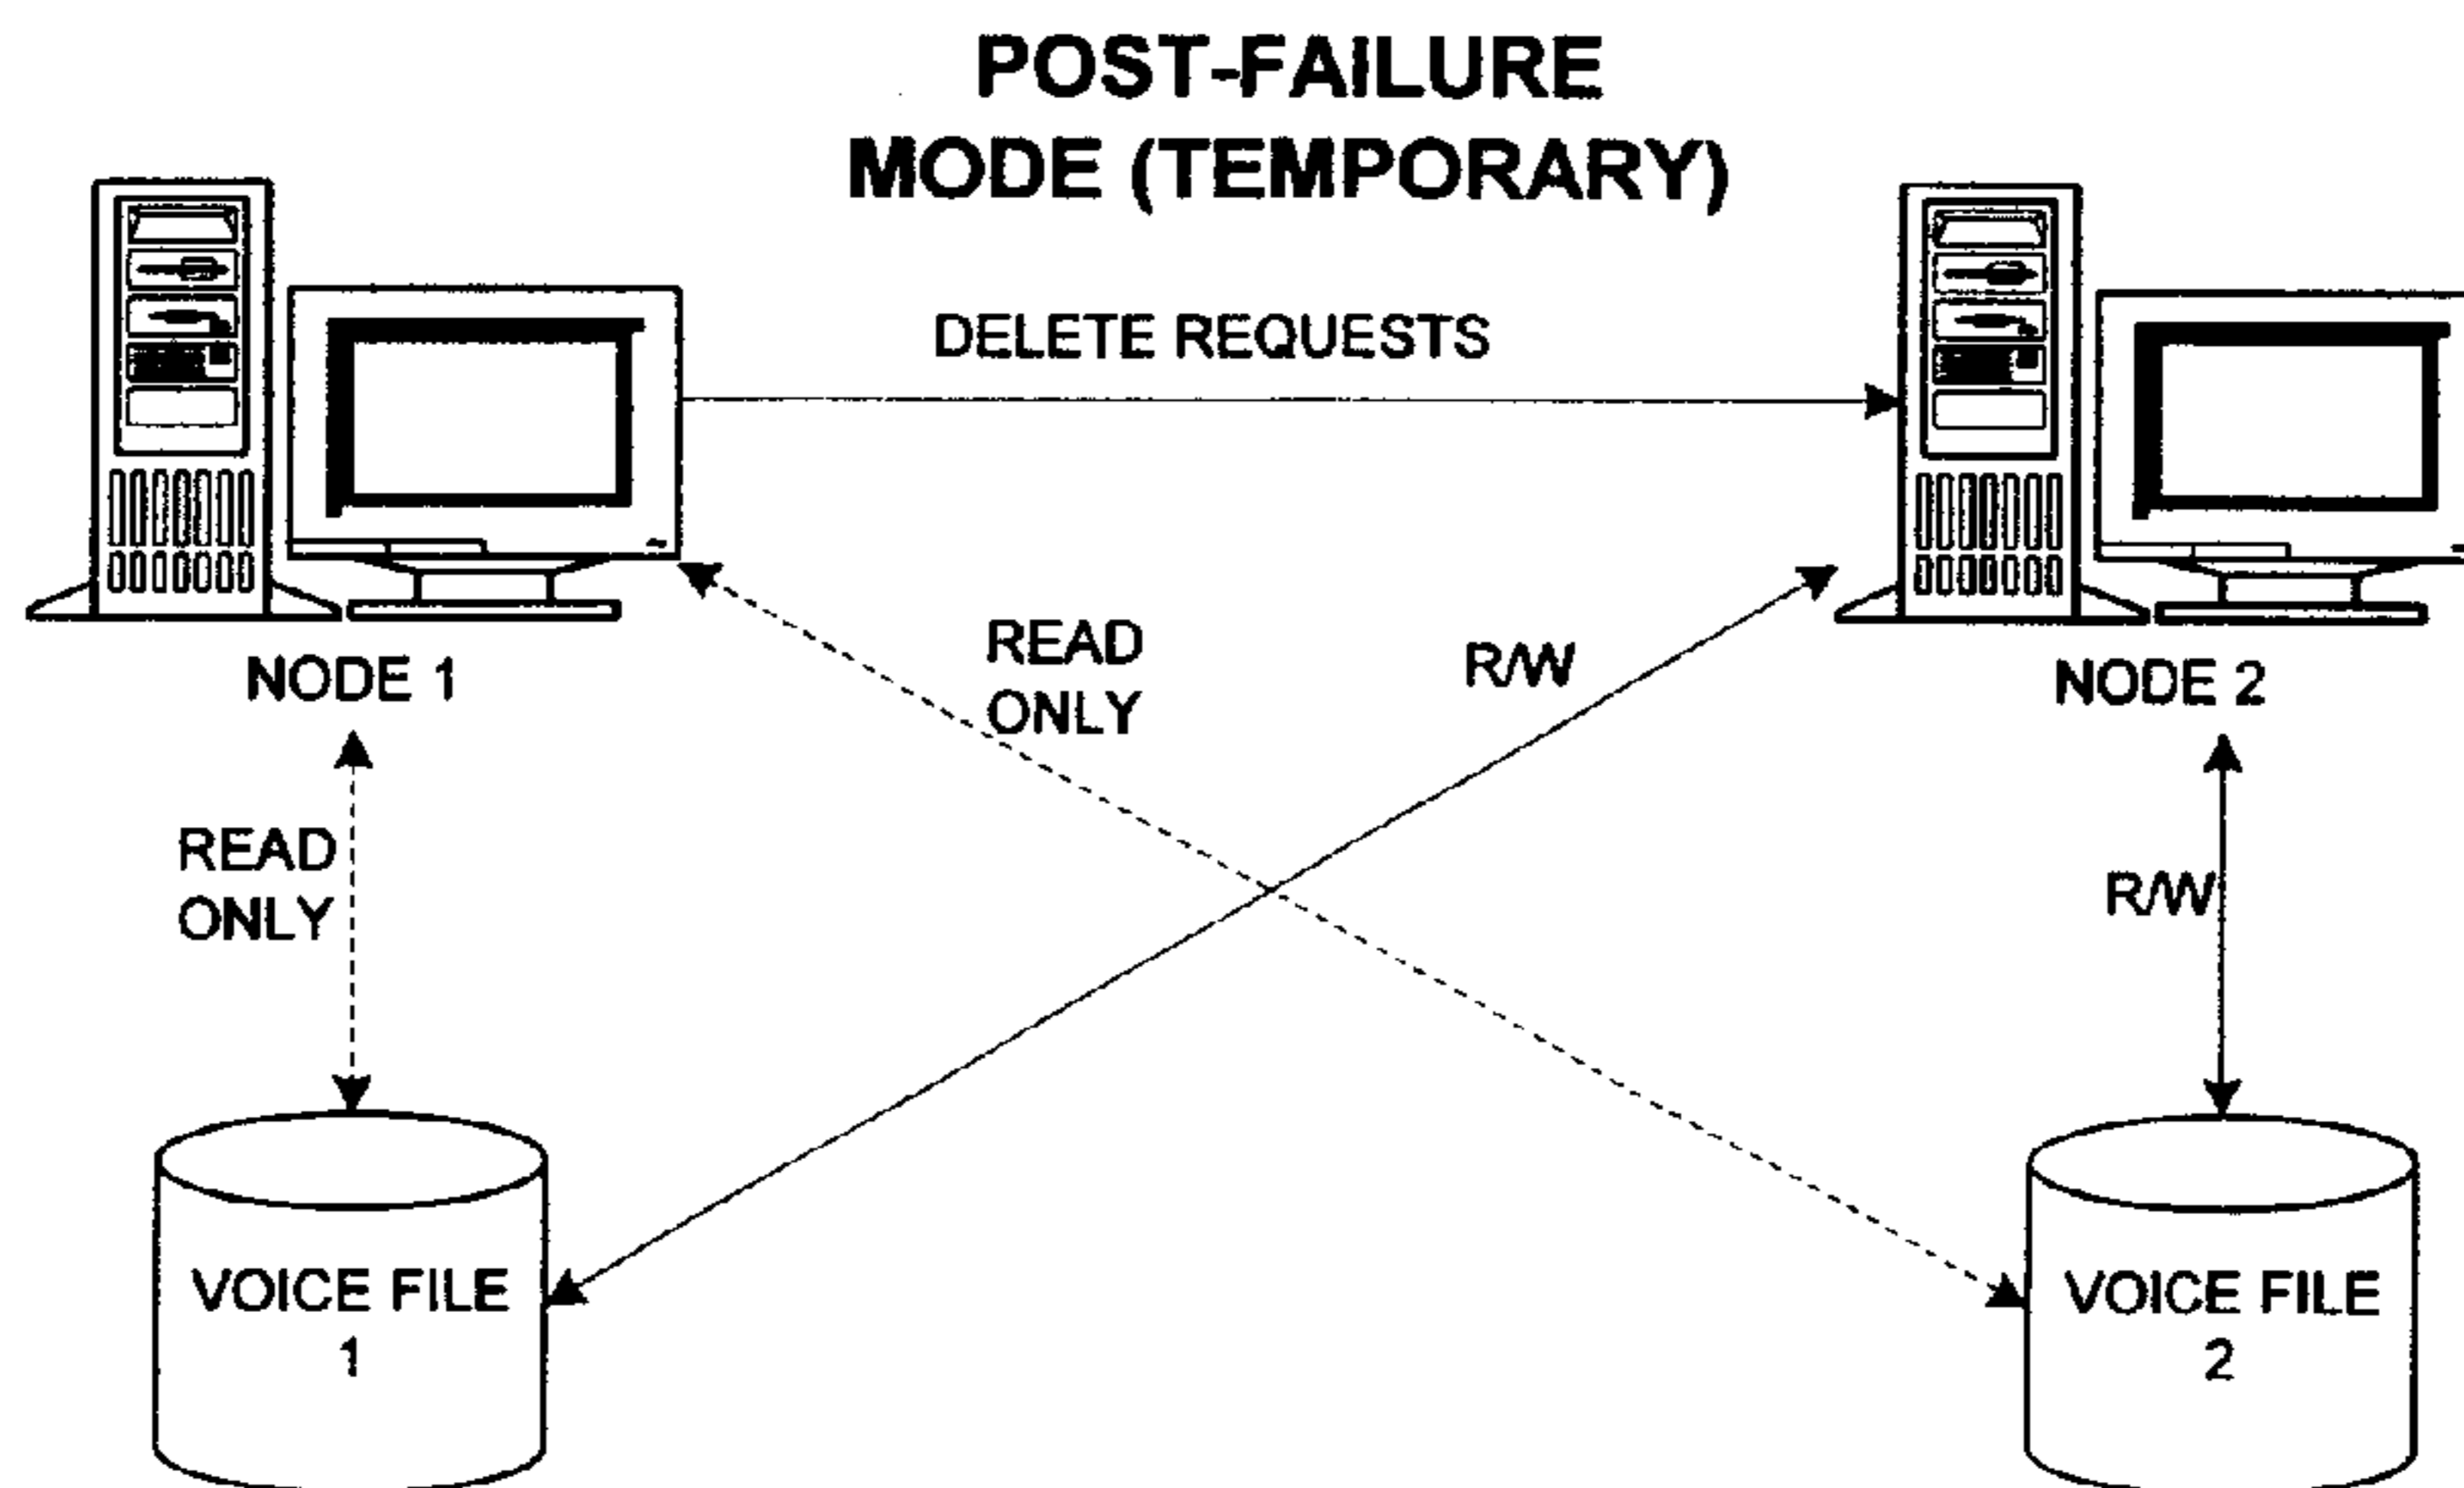 POST-FAILURE
MODE (TEMPORARY)
DELETE REQUESTS
NODE 1
READ
ONLY
R/W
NODE 2
READ
ONLY
R/W
VOICE FILE
1
VOICE FILE
2